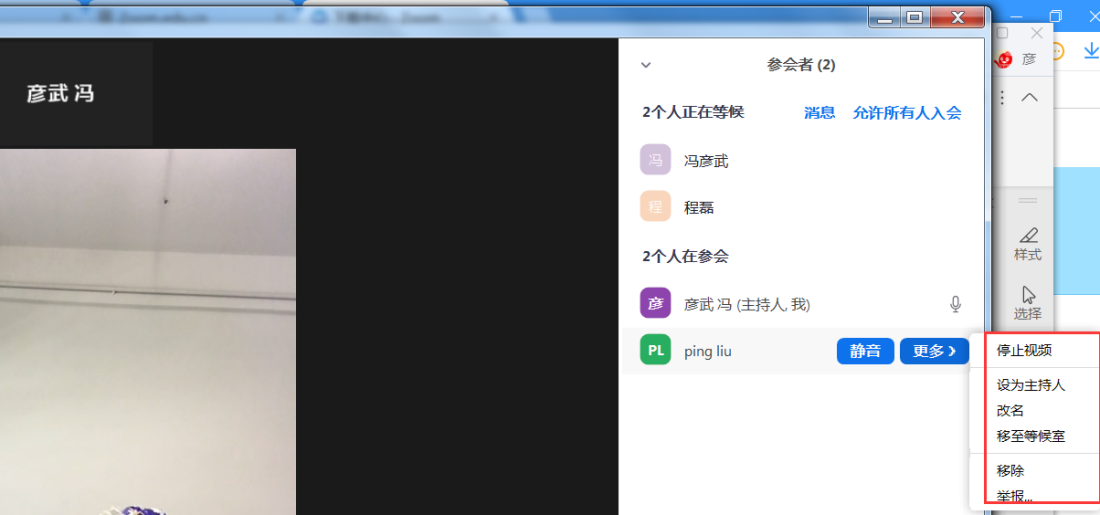 彦武 冯
参会者 (2)
彦
2个人正在等候 消息 允许所有人入会
冯 冯彦武
程 程磊
2个人在参会
彦 彦武 冯 (主持人, 我)
PL ping liu 静音 更多
样式
选择
停止视频
设为主持人
改名
移至等候室
移除
举报...